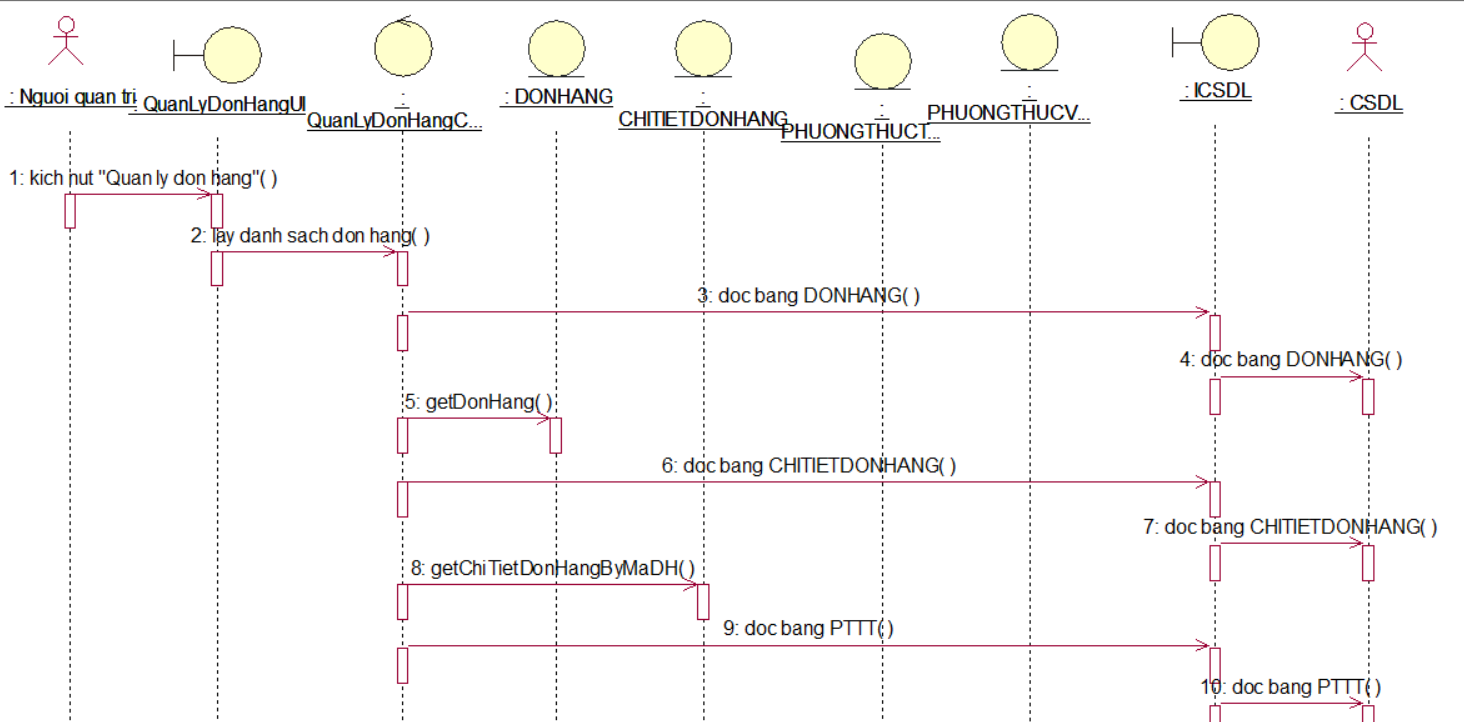 : Nguoi quan tri
: QuanLyDonHangUI
:
QuanLyDonHangC...
: DONHANG
:
CHITIETDONHANG
:
PHUONGTHUCT...
:
PHUONGTHUCV...
: ICSDL
: CSDL
1: kich nut "Quan ly don hang"( )
2: lay danh sach don hang( )
3: doc bang DONHANG( )
4: doc bang DONHANG( )
5: getDonHang( )
6: doc bang CHITIETDONHANG( )
7: doc bang CHITIETDONHANG( )
8: getChiTietDonHangByMaDH()
9: doc bang PTTT( )
10: doc bang PTTT( )